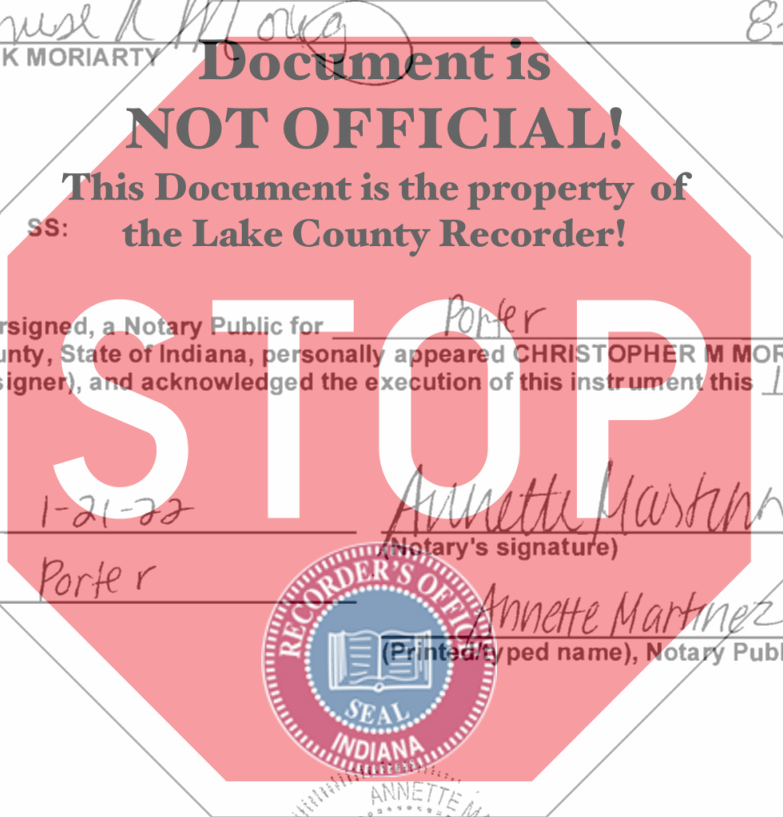 K MORIARTY
8-
Document is
NOT OFFICIAL!
This Document is the property of
the Lake County Recorder!
SS:
STOP
rsigned, a Notary Public for Porter
unty, State of Indiana, personally appeared CHRISTOPHER M MOR
signer), and acknowledged the execution of this instrument this 1
1-21-22
(Notary's signature)
Porter
Annette Martinez
(Printed/typed name), Notary Publ
RECORDER'S OFFICE
SEAL
INDIANA
ANNETTE MA